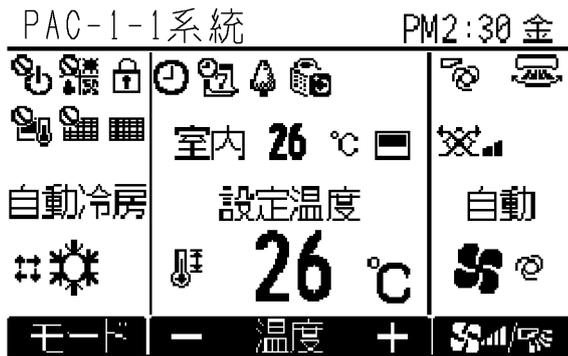 PAC-1-1系統 PM2:30 金
室内 26 ℃
自動冷房 設定温度 自動
26 ℃
モード − 温度 +